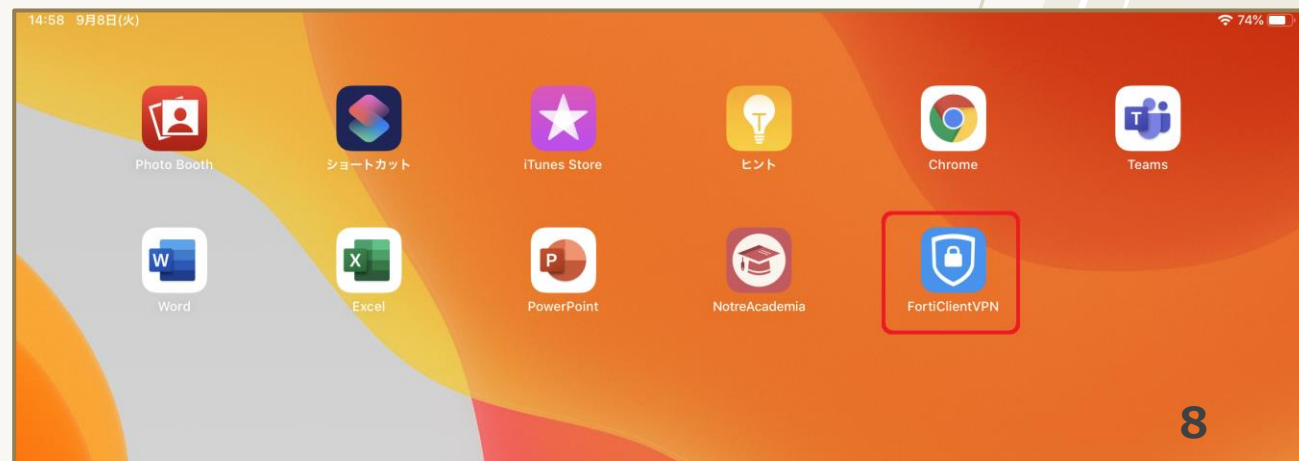 14:58 9月8日(火) 74%
Photo Booth ショートカット iTunes Store ヒント Chrome Teams
Word Excel PowerPoint NotreAcademia FortiClientVPN
8